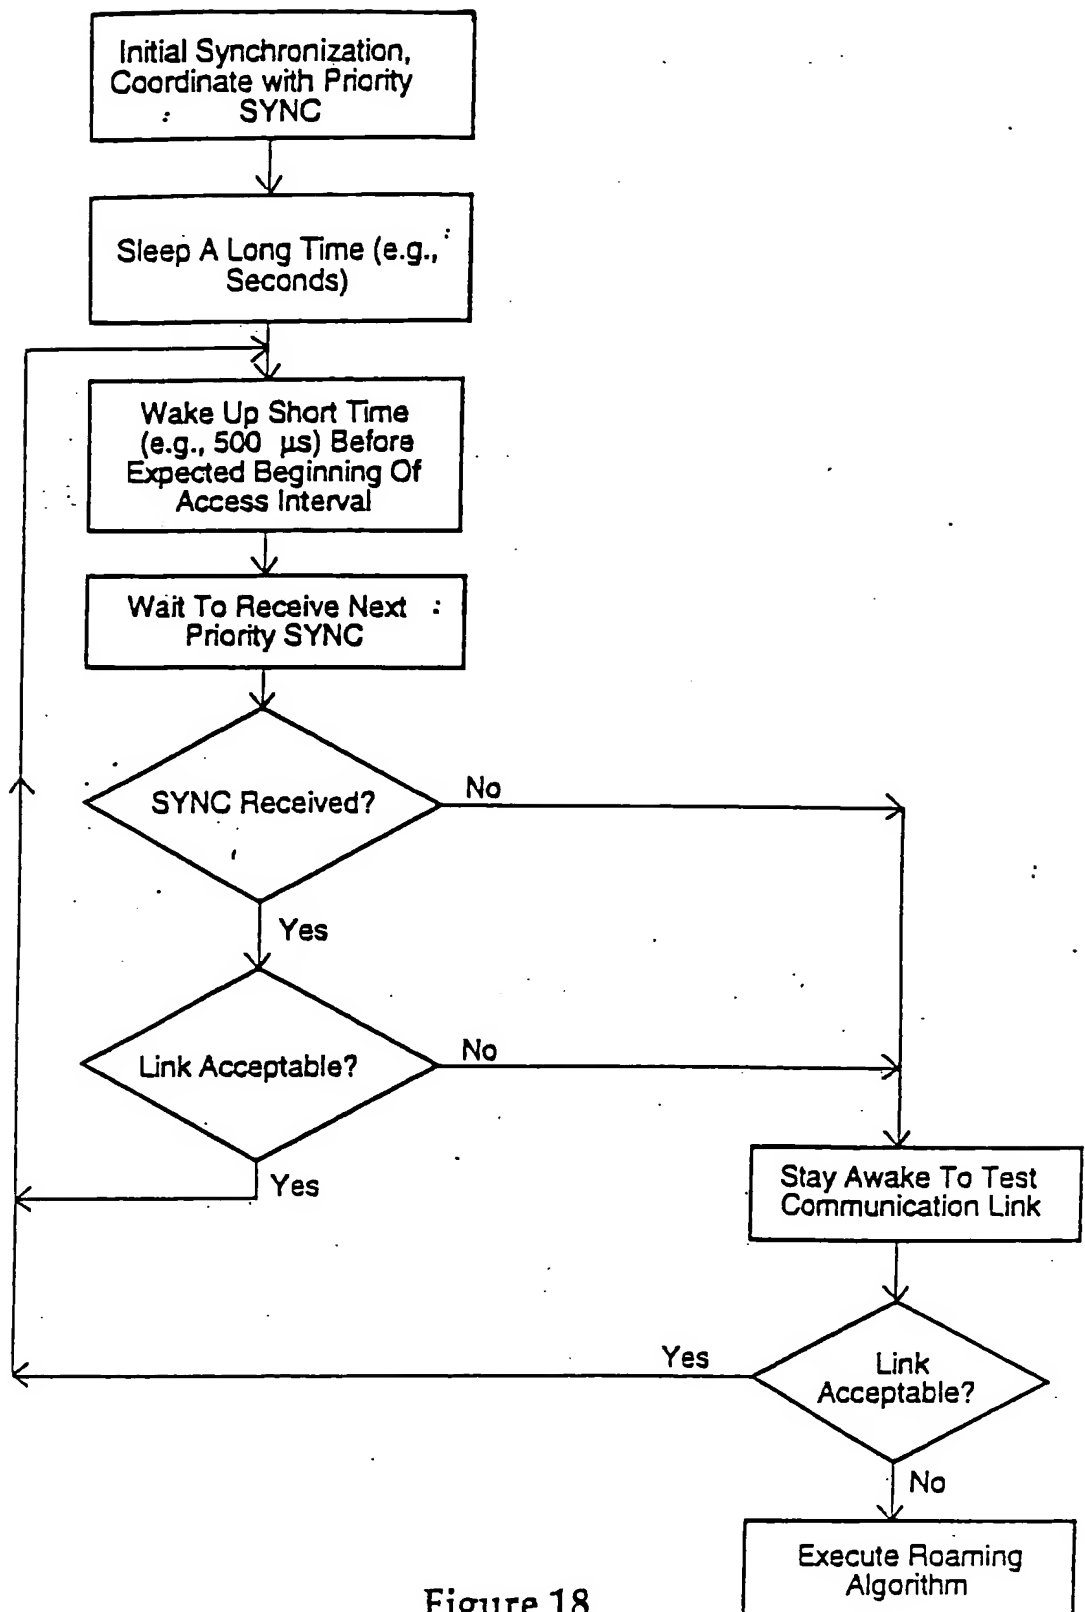 Initial Synchronization,
Coordinate with Priority
SYNC
Sleep A Long Time (e.g.,
Seconds)
Wake Up Short Time
(e.g., 500 μs) Before
Expected Beginning Of
Access Interval
Wait To Receive Next
Priority SYNC
SYNC Received?
No
Yes
Link Acceptable?
No
Yes
Stay Awake To Test
Communication Link
Link
Acceptable?
Yes
No
Execute Roaming
Algorithm
Figure 18